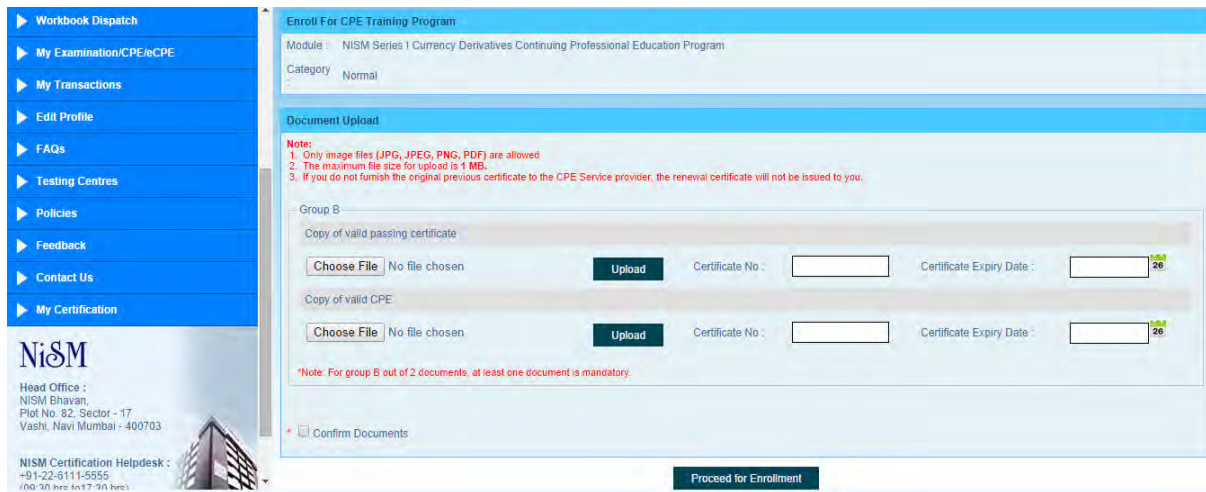 Workbook Dispatch
My Examination/CPE/eCPE
My Transactions
Edit Profile
FAQs
Testing Centres
Policies
Feedback
Contact Us
My Certification
NiSM
Head Office :
NISM Bhavan,
Plot No. 82, Sector - 17
Vashi, Navi Mumbai - 400703
NISM Certification Helpdesk :
+91-22-6111-5555
(09:30 hrs to17:30 hrs)
Enroll For CPE Training Program
Module : NISM Series I Currency Derivatives Continuing Professional Education Program
Category : Normal
Document Upload
Note:
1. Only image files (JPG, JPEG, PNG, PDF) are allowed
2. The maximum file size for upload is 1 MB.
3. If you do not furnish the original previous certificate to the CPE Service provider, the renewal certificate will not be issued to you.
Group B
Copy of valid passing certificate
Choose File No file chosen Upload Certificate No : Certificate Expiry Date : 26
Copy of valid CPE
Choose File No file chosen Upload Certificate No : Certificate Expiry Date : 26
*Note: For group B out of 2 documents, at least one document is mandatory.
* Confirm Documents
Proceed for Enrollment